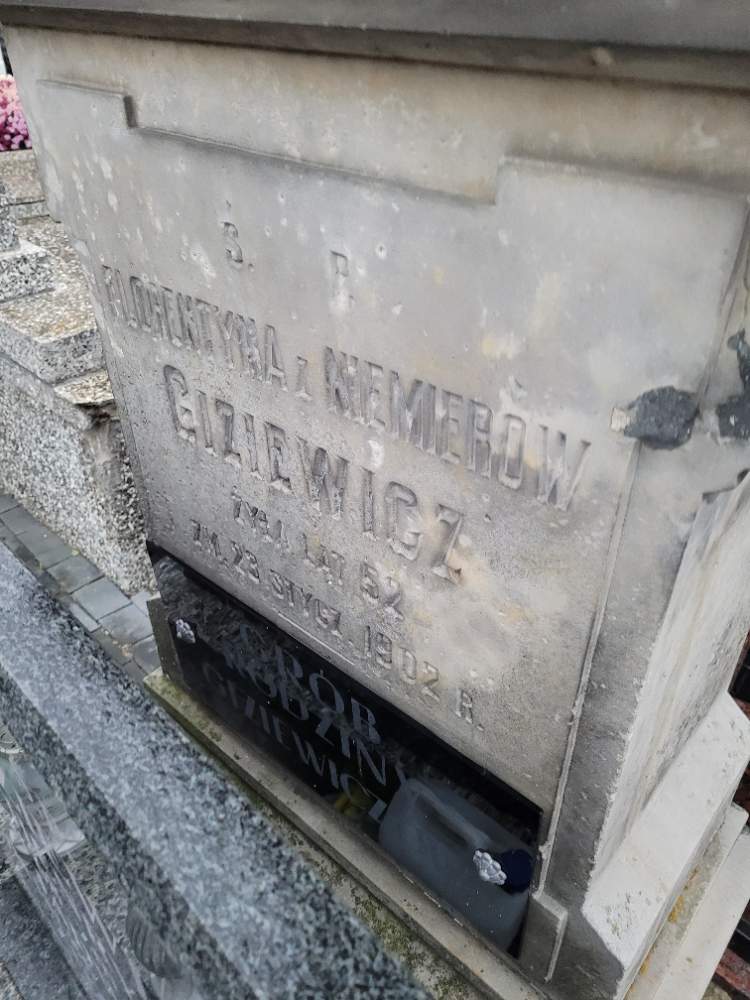 Ś. P.
FLORENTYNA z NIEMERÓW
GIZIEWICZ
ŻYŁA LAT 52
ZM. 23 STYCZ. 1902 R.
GRÓB
RODZINY
GIZIEWICZ